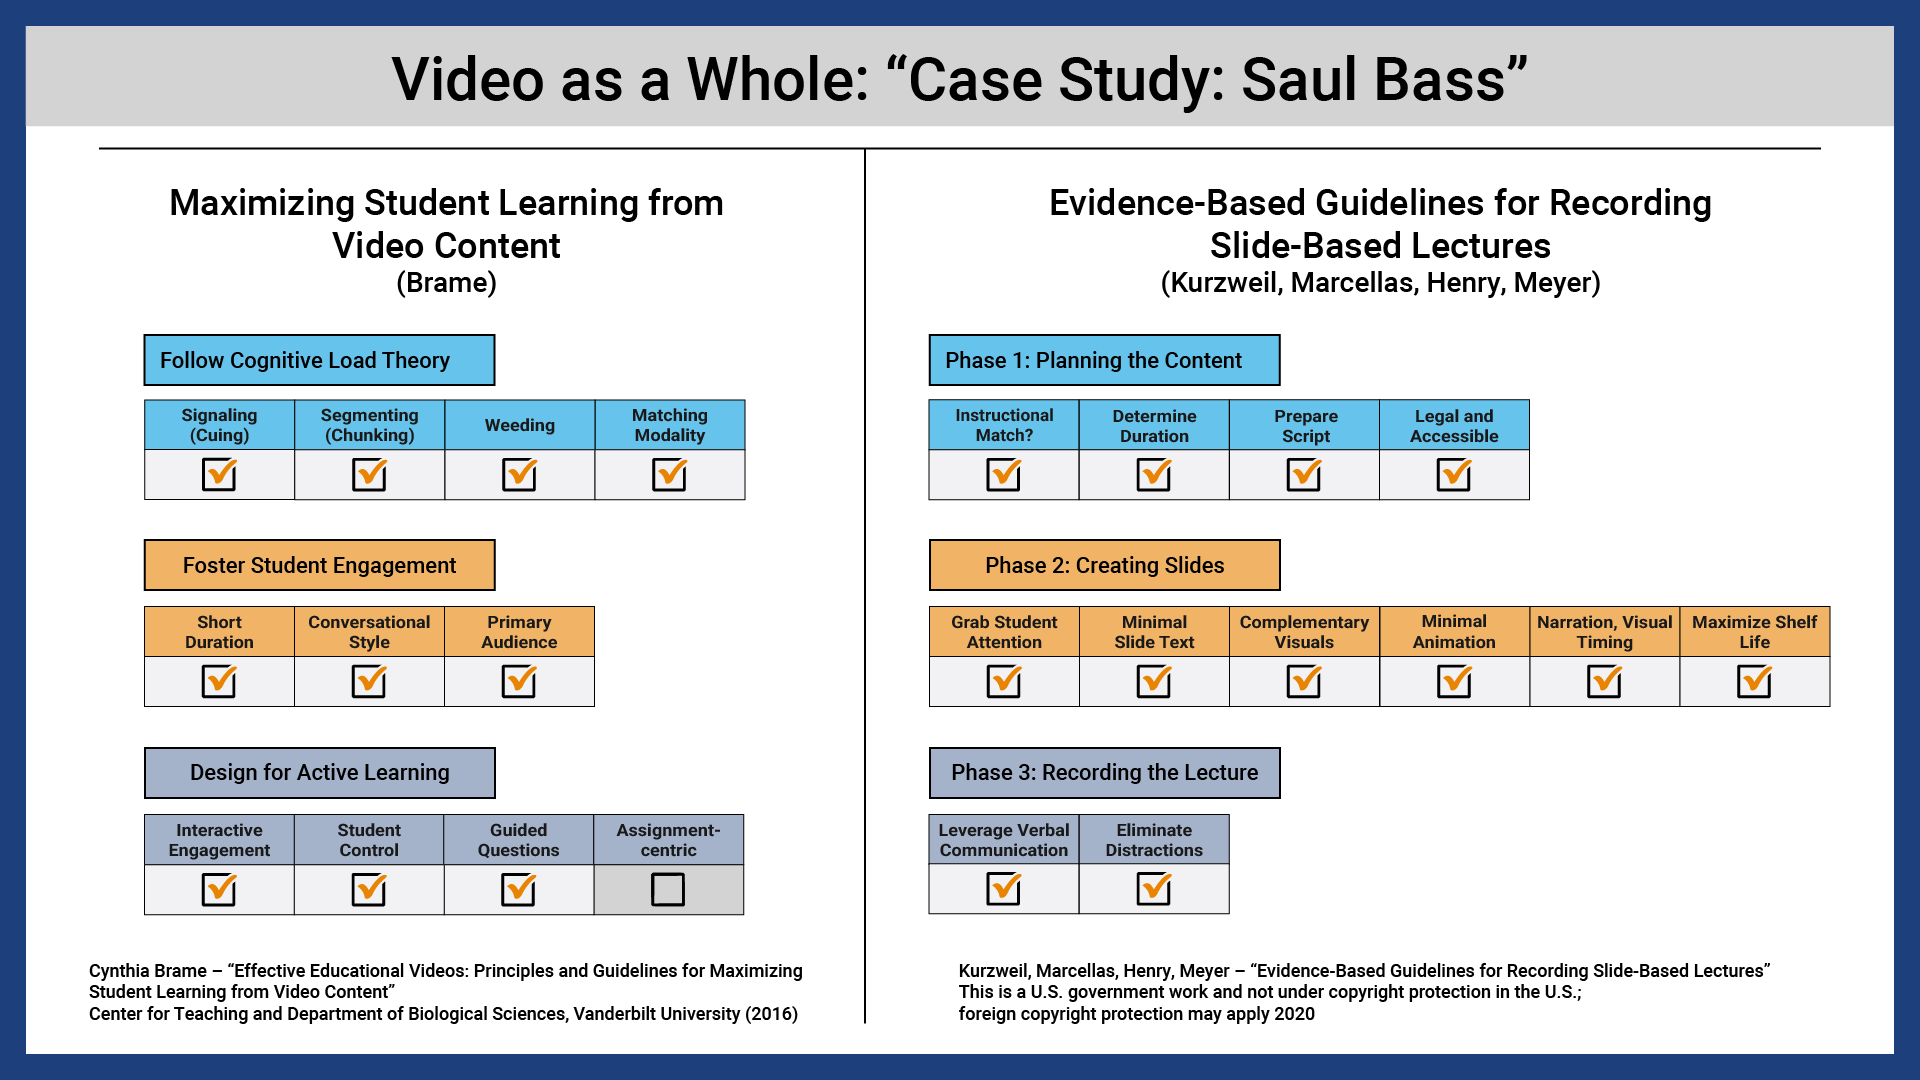 Video as a Whole: “Case Study: Saul Bass”
Maximizing Student Learning from
Video Content
(Brame)
Follow Cognitive Load Theory
Signaling
(Cuing)
Segmenting
(Chunking)
Weeding
Matching
Modality
Foster Student Engagement
Short
Duration
Conversational
Style
Primary
Audience
Design for Active Learning
Interactive
Engagement
Student
Control
Guided
Questions
Assignment-
centric
Cynthia Brame – “Effective Educational Videos: Principles and Guidelines for Maximizing
Student Learning from Video Content”
Center for Teaching and Department of Biological Sciences, Vanderbilt University (2016)
Evidence-Based Guidelines for Recording
Slide-Based Lectures
(Kurzweil, Marcellas, Henry, Meyer)
Phase 1: Planning the Content
Instructional
Match?
Determine
Duration
Prepare
Script
Legal and
Accessible
Phase 2: Creating Slides
Grab Student
Attention
Minimal
Slide Text
Complementary
Visuals
Minimal
Animation
Narration, Visual
Timing
Maximize Shelf
Life
Phase 3: Recording the Lecture
Leverage Verbal
Communication
Eliminate
Distractions
Kurzweil, Marcellas, Henry, Meyer – “Evidence-Based Guidelines for Recording Slide-Based Lectures”
This is a U.S. government work and not under copyright protection in the U.S.;
foreign copyright protection may apply 2020